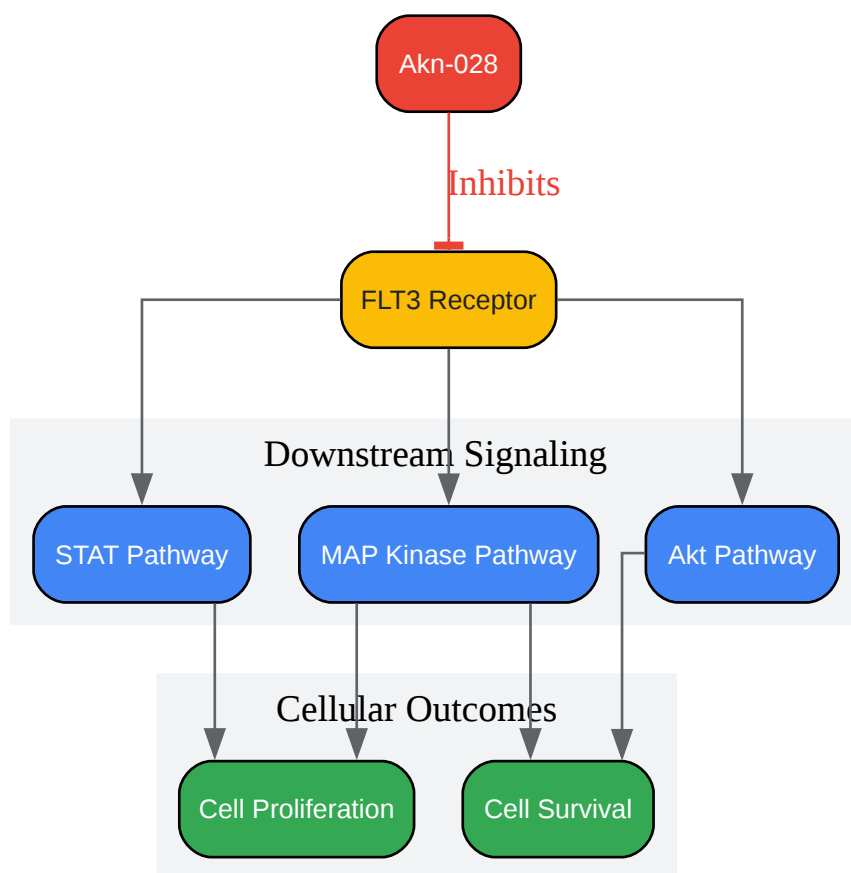 Akn-028
Inhibits
FLT3 Receptor
Downstream Signaling
STAT Pathway
MAP Kinase Pathway
Akt Pathway
Cellular Outcomes
Cell Proliferation
Cell Survival